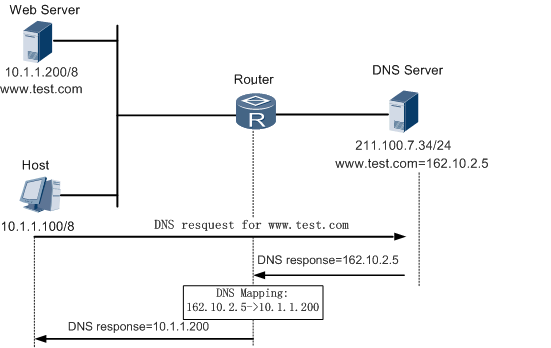 Web Server
10.1.1.200/8
www.test.com
Router
R
DNS Server
211.100.7.34/24
www.test.com=162.10.2.5
Host
10.1.1.100/8
DNS resquest for www.test.com
DNS response=162.10.2.5
DNS Mapping:
162.10.2.5->10.1.1.200
DNS response=10.1.1.200